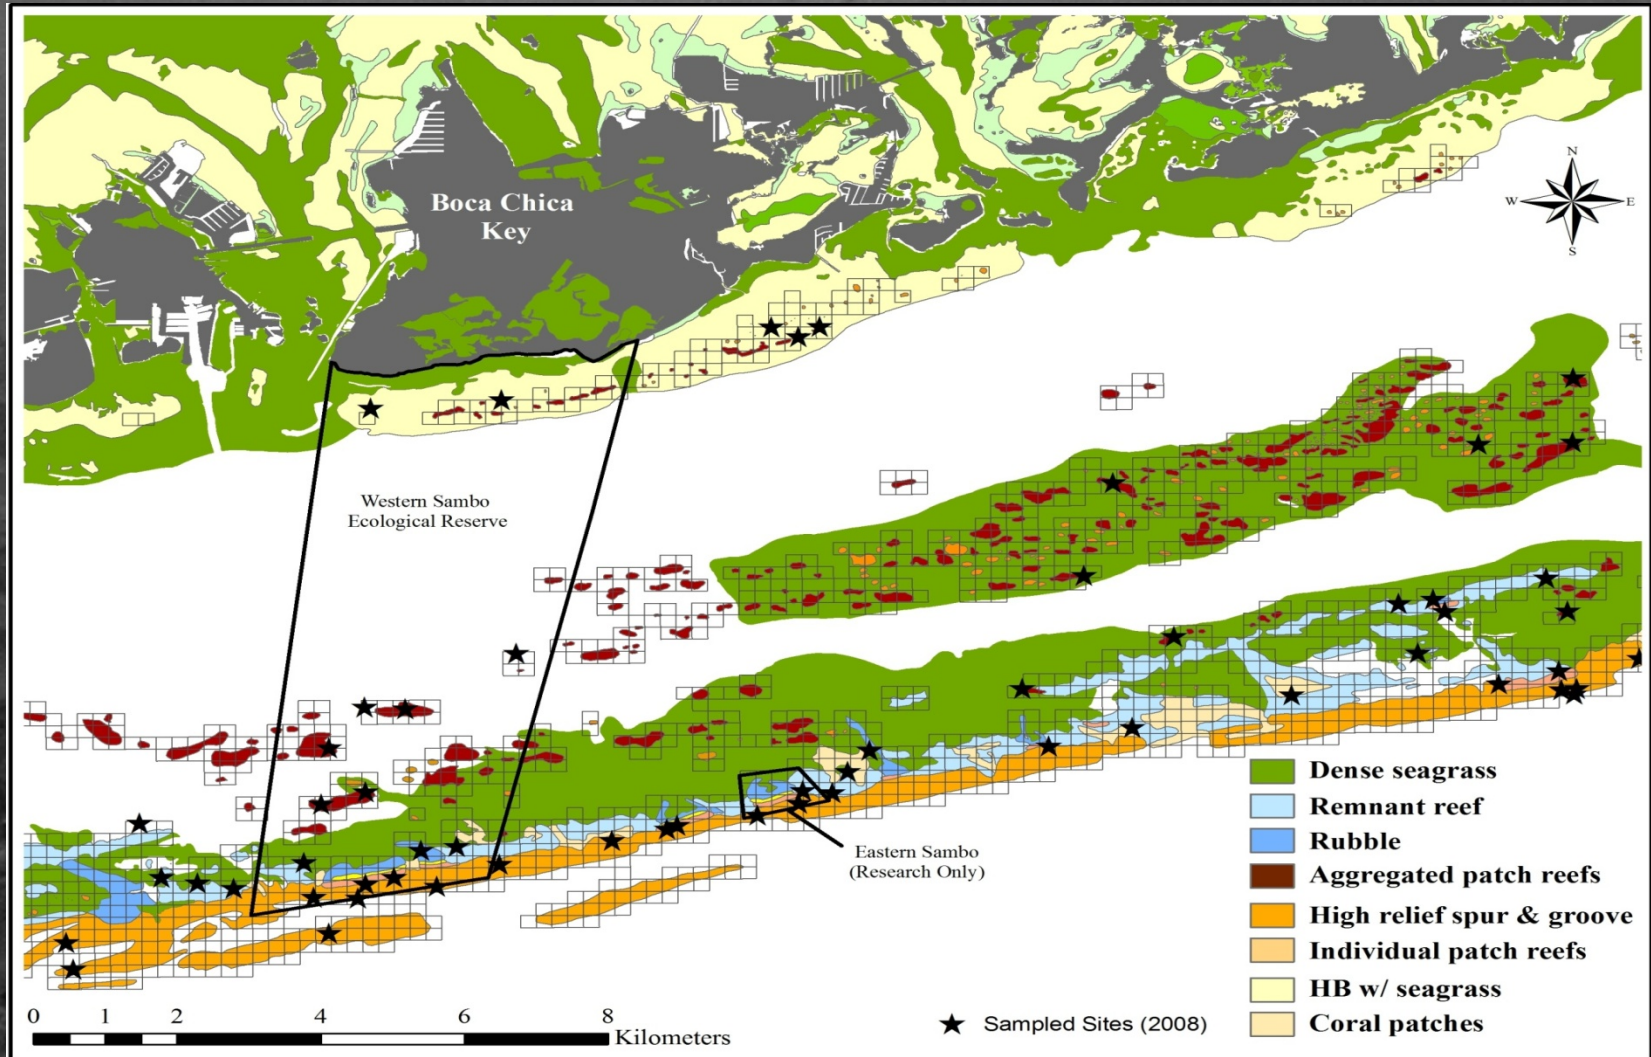 Boca Chica
Key
N
W
E
S
Western Sambo
Ecological Reserve
Eastern Sambo
(Research Only)
Dense seagrass
Remnant reef
Rubble
Aggregated patch reefs
High relief spur & groove
Individual patch reefs
HB w/ seagrass
Coral patches
0 1 2 4 6 8
Kilometers
Sampled Sites (2008)